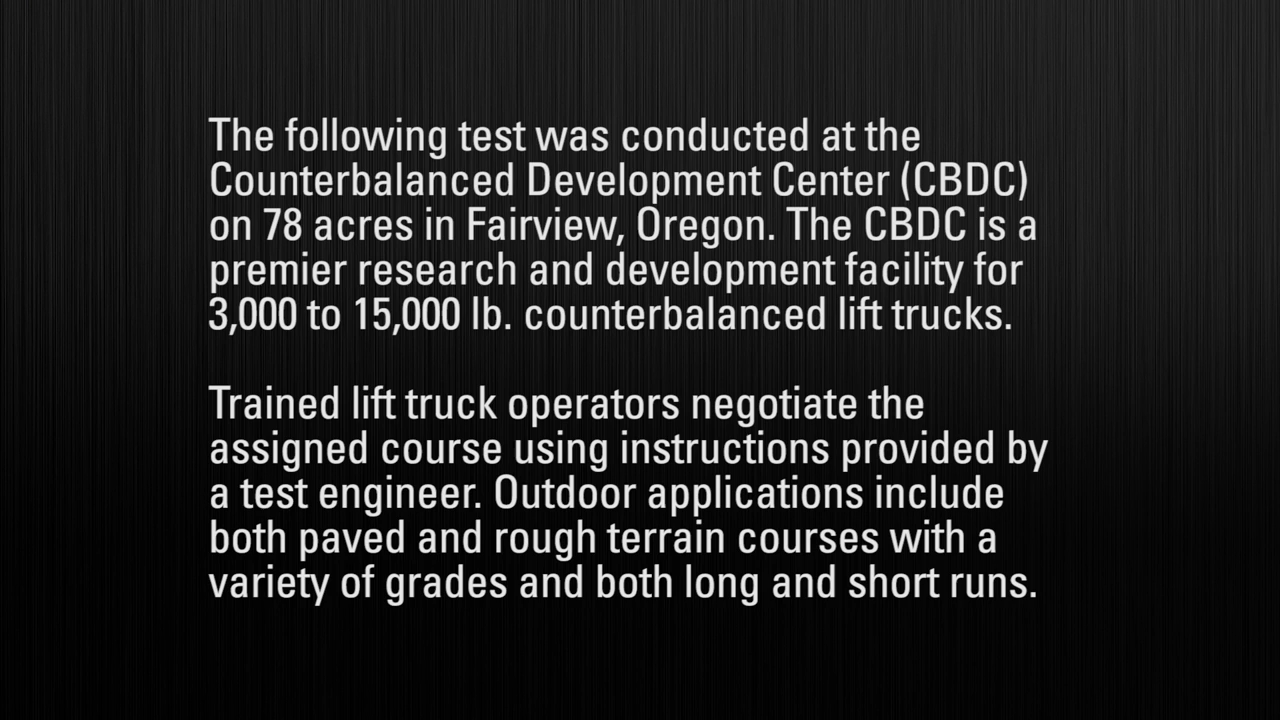 The following test was conducted at the
Counterbalanced Development Center (CBDC)
on 78 acres in Fairview, Oregon. The CBDC is a
premier research and development facility for
3,000 to 15,000 lb. counterbalanced lift trucks.
Trained lift truck operators negotiate the
assigned course using instructions provided by
a test engineer. Outdoor applications include
both paved and rough terrain courses with a
variety of grades and both long and short runs.